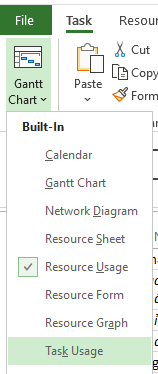 File Task Resou
Gantt
Chart
Paste
Cut
Copy
Form
Built-In
Calendar
Gantt Chart
Network Diagram
Resource Sheet
Resource Usage
Resource Form
Resource Graph
Task Usage